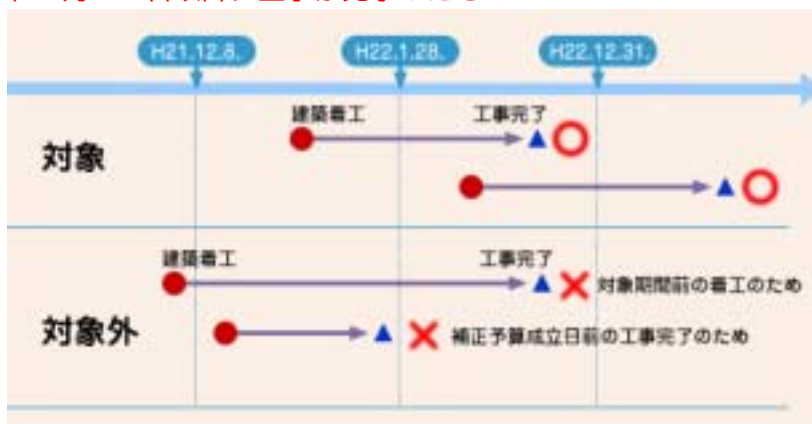 H21.12.8.
H22.1.28.
H22.12.31.
建築着工
工事完了
対象
建築着工
工事完了
対象期間前の着工のため
対象外
補正予算成立日前の工事完了のため